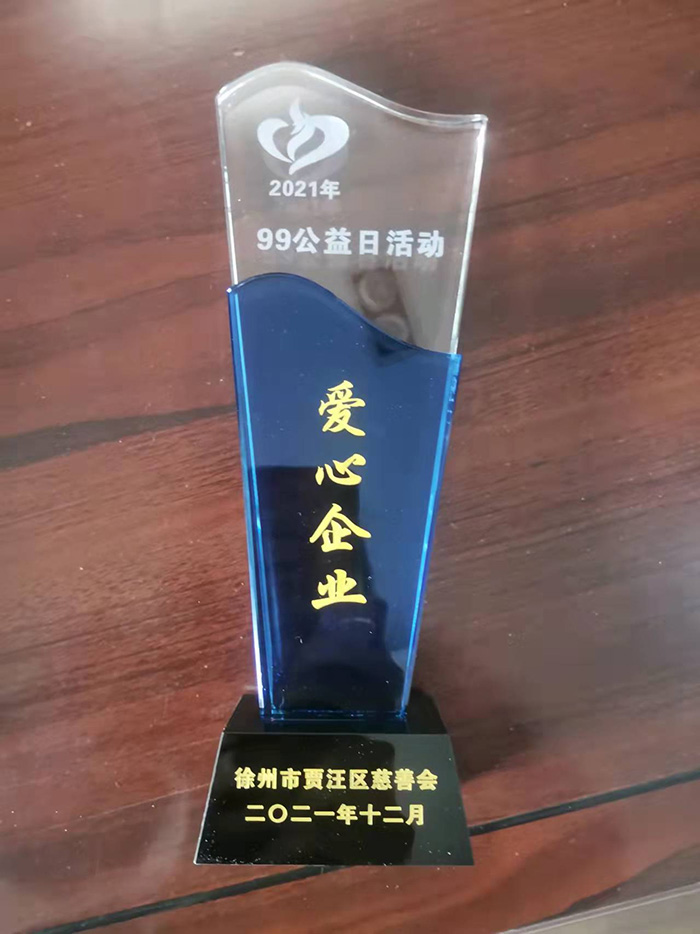 2021年
99公益日活动
爱心企业
徐州市贾汪区慈善会
二〇二一年十二月